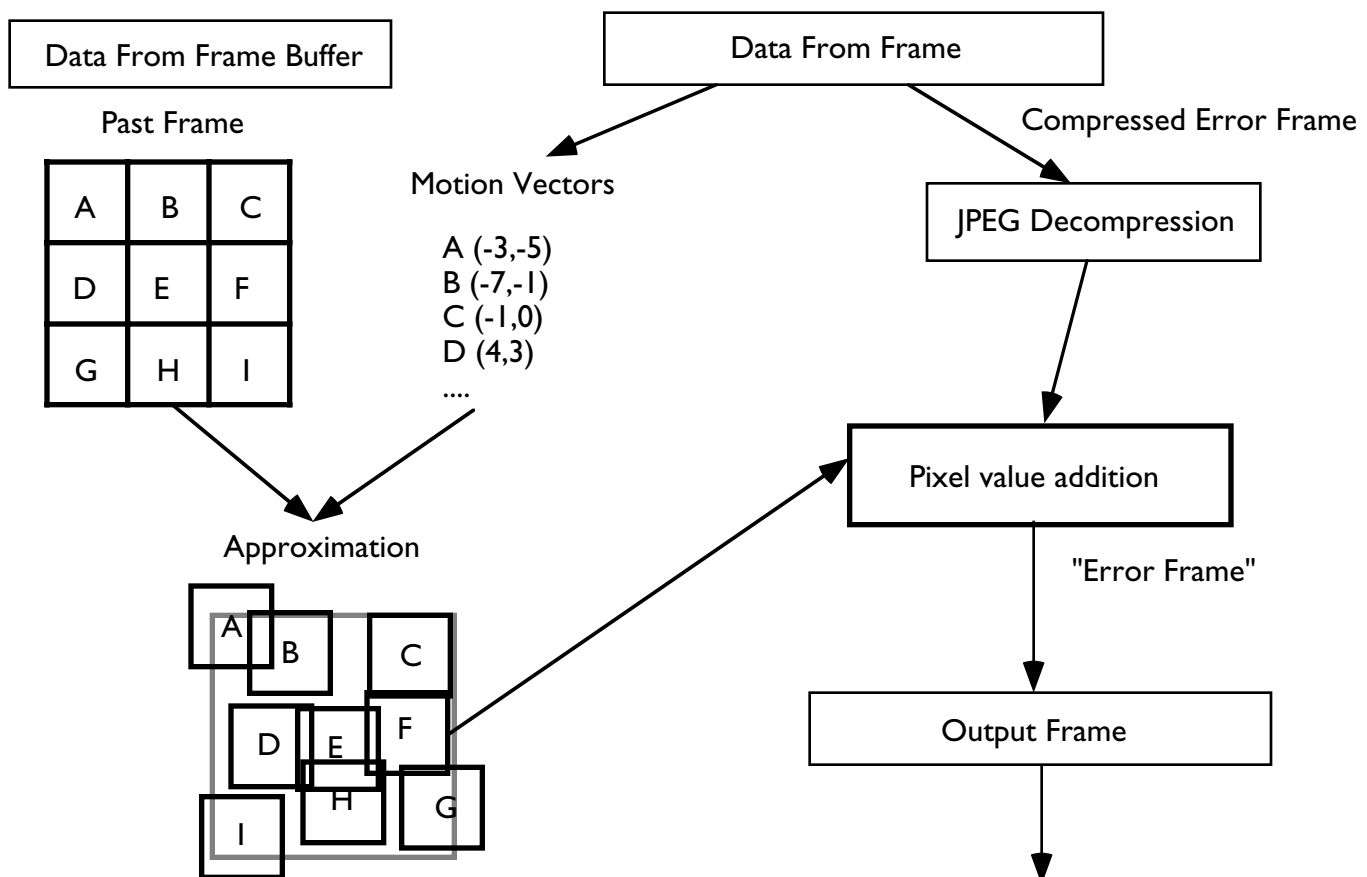 Data From Frame Buffer
Data From Frame
Past Frame
Compressed Error Frame
A B C
D E F
G H I
Motion Vectors
A (-3,-5)
B (-7,-1)
C (-1,0)
D (4,3)
....
JPEG Decompression
Pixel value addition
Approximation
"Error Frame"
A
B
C
D
E
F
H
G
I
Output Frame